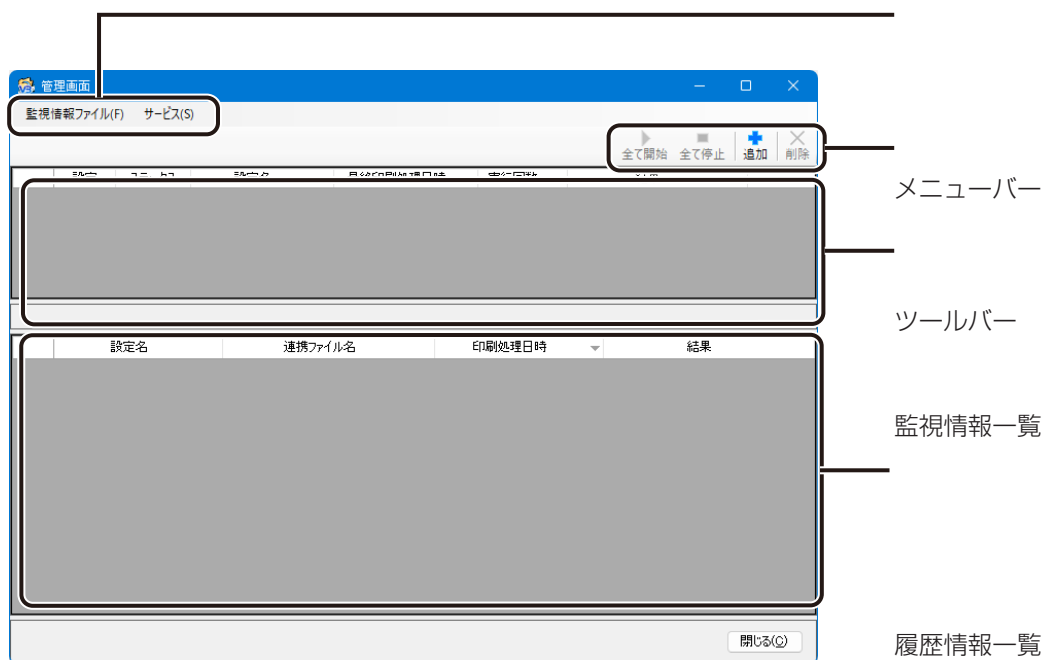 管理画面
監視情報ファイル(F) サービス(S)
全て開始 全て停止 追加 削除
メニューバー
ツールバー
設定名 連携ファイル名 印刷処理日時 結果
監視情報一覧
閉じる(C)
履歴情報一覧